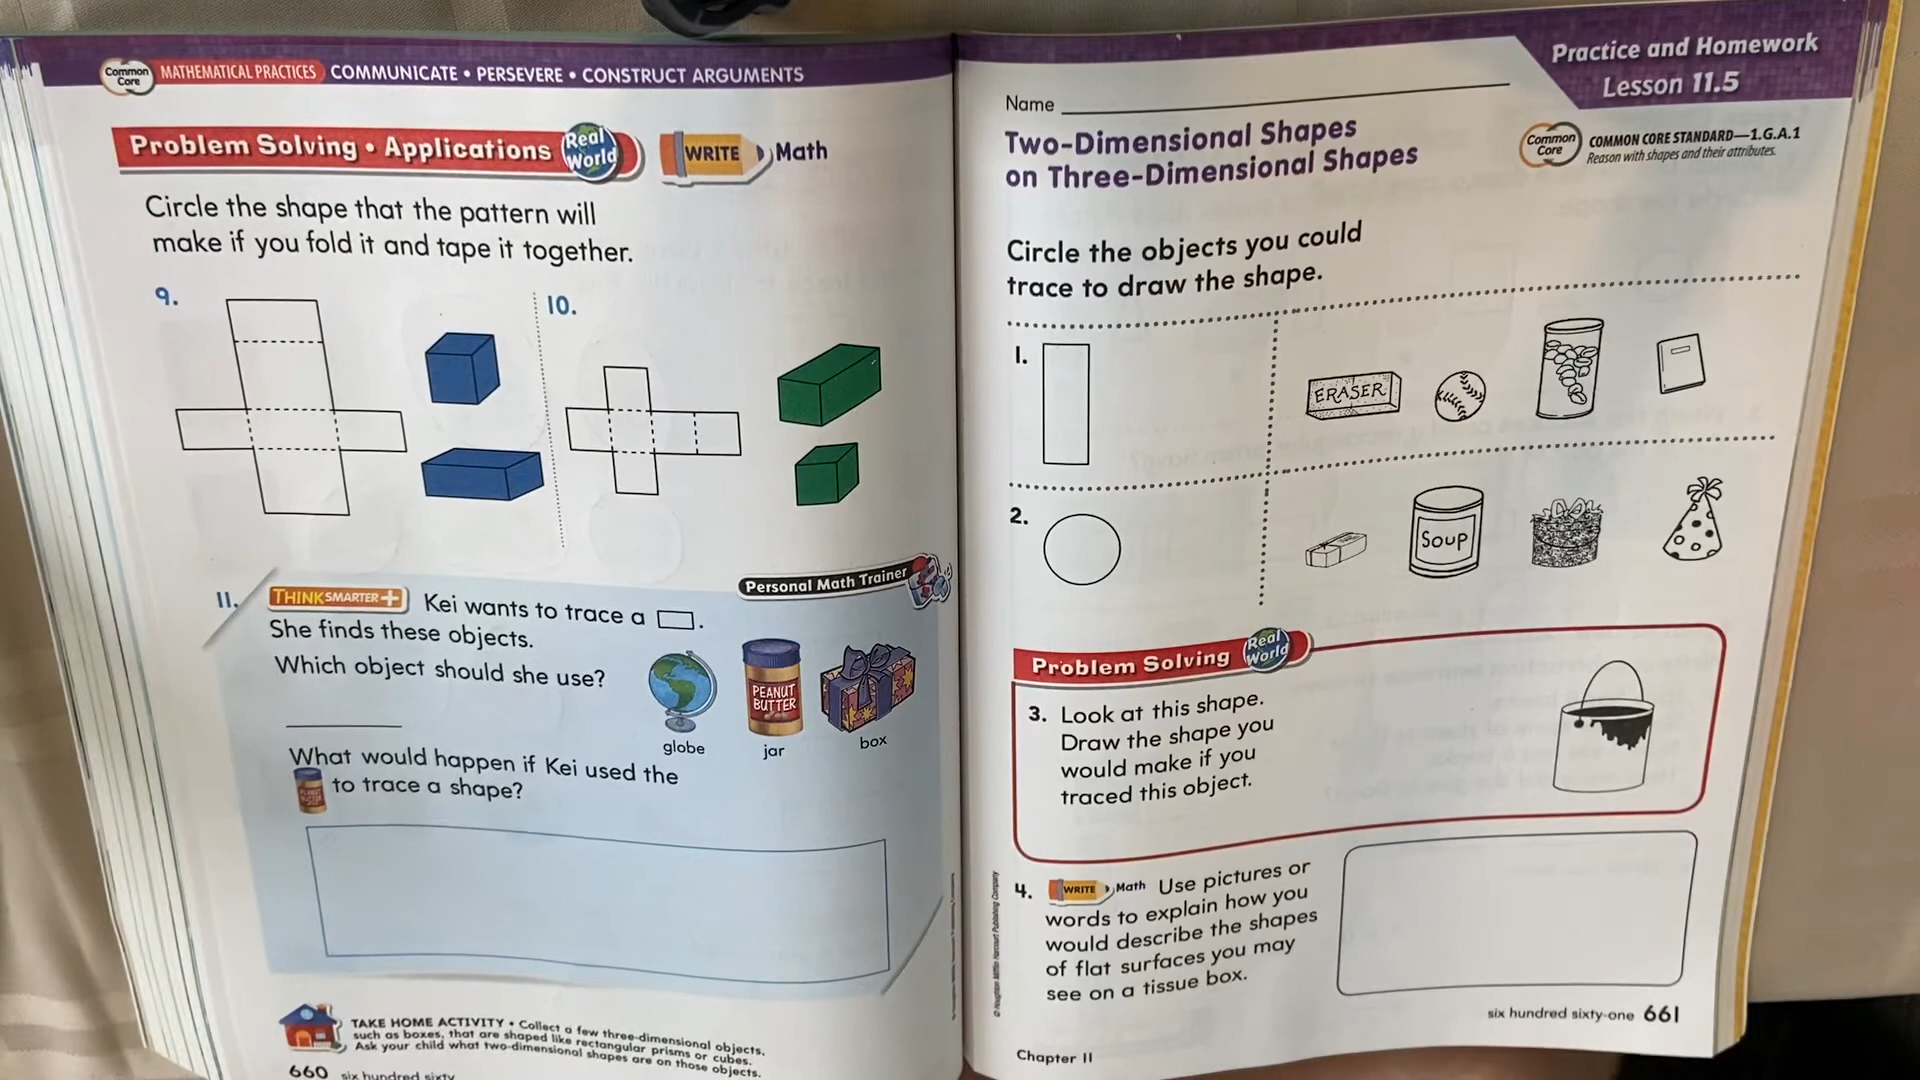 Common Core MATHEMATICAL PRACTICES COMMUNICATE • PERSEVERE • CONSTRUCT ARGUMENTS
Problem Solving • Applications Real World WRITE Math
Circle the shape that the pattern will
make if you fold it and tape it together.
9.
10.
Personal Math Trainer
11. THINKSMARTER+ Kei wants to trace a
She finds these objects.
Which object should she use?
PEANUT
BUTTER
globe jar box
What would happen if Kei used the
to trace a shape?
TAKE HOME ACTIVITY • Collect a few three-dimensional objects,
such as boxes, that are shaped like rectangular prisms or cubes.
Ask your child what two-dimensional shapes are on those objects.
660 six hundred sixty
Practice and Homework
Lesson 11.5
Name
Two-Dimensional Shapes
on Three-Dimensional Shapes
Common Core COMMON CORE STANDARD—1.G.A.1
Reason with shapes and their attributes.
Circle the objects you could
trace to draw the shape.
1.
ERASER
2.
SOUP
Problem Solving Real World
3. Look at this shape.
Draw the shape you
would make if you
traced this object.
4. WRITE Math Use pictures or
words to explain how you
would describe the shapes
of flat surfaces you may
see on a tissue box.
© Houghton Mifflin Harcourt Publishing Company
Chapter 11
six hundred sixty-one 661